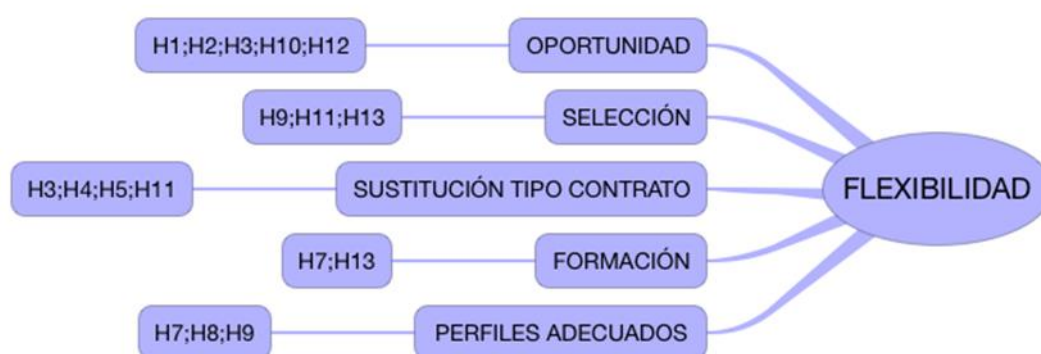 H1;H2;H3;H10;H12
OPORTUNIDAD
H9;H11;H13
SELECCIÓN
H3;H4;H5;H11
SUSTITUCIÓN TIPO CONTRATO
FLEXIBILIDAD
H7;H13
FORMACIÓN
H7;H8;H9
PERFILES ADECUADOS